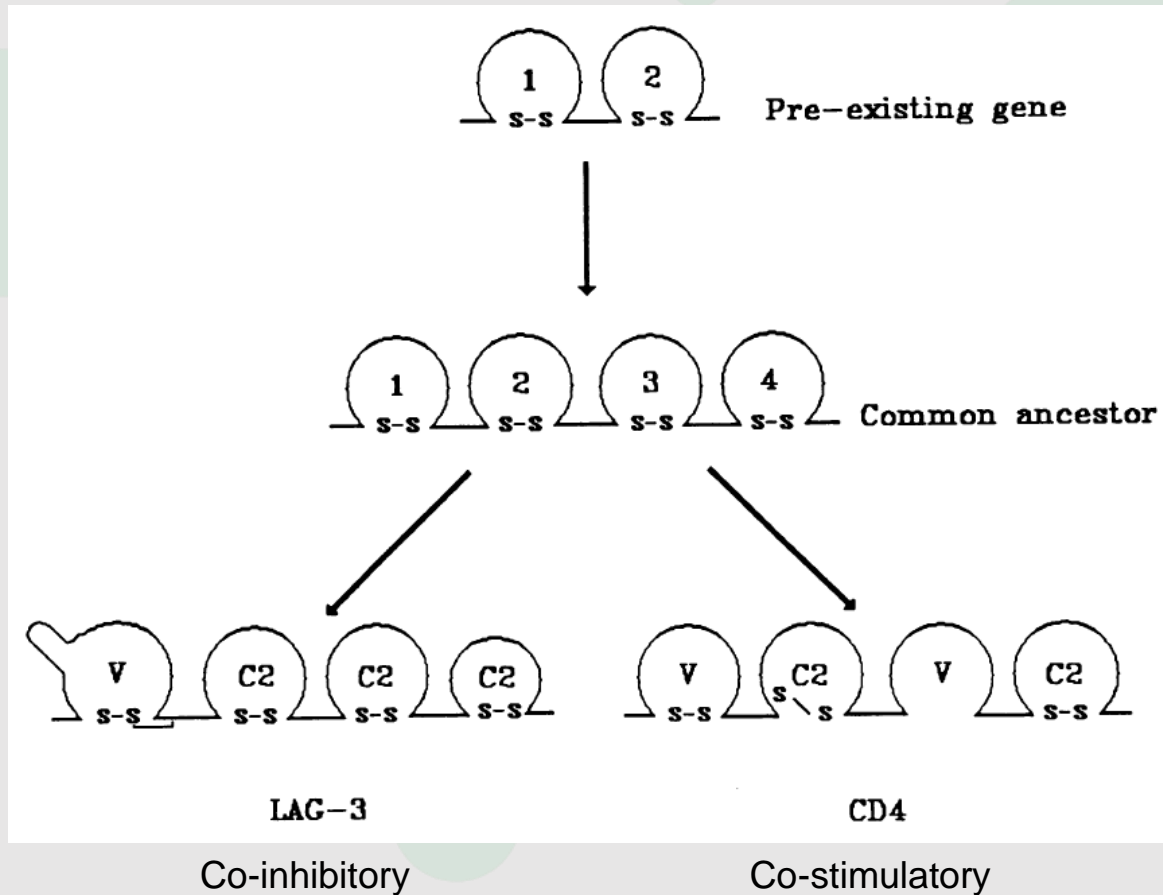 1 2
S-S S-S
Pre-existing gene
1 2 3 4
S-S S-S S-S S-S
Common ancestor
V C2 C2 C2
S-S S-S S-S S-S
V C2 V C2
S-S S S S-S
LAG-3 CD4
Co-inhibitory Co-stimulatory